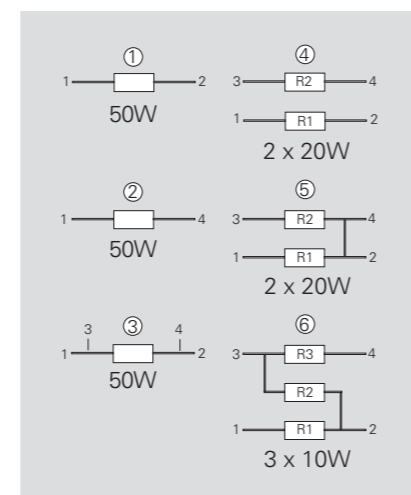 ①
1 2
50W
②
1 4
50W
3 ③ 4
1 2
50W
④
3 R2 4
1 R1 2
2 x 20W
⑤
3 R2 4
1 R1 2
2 x 20W
⑥
3 R3 4
R2
1 R1 2
3 x 10W